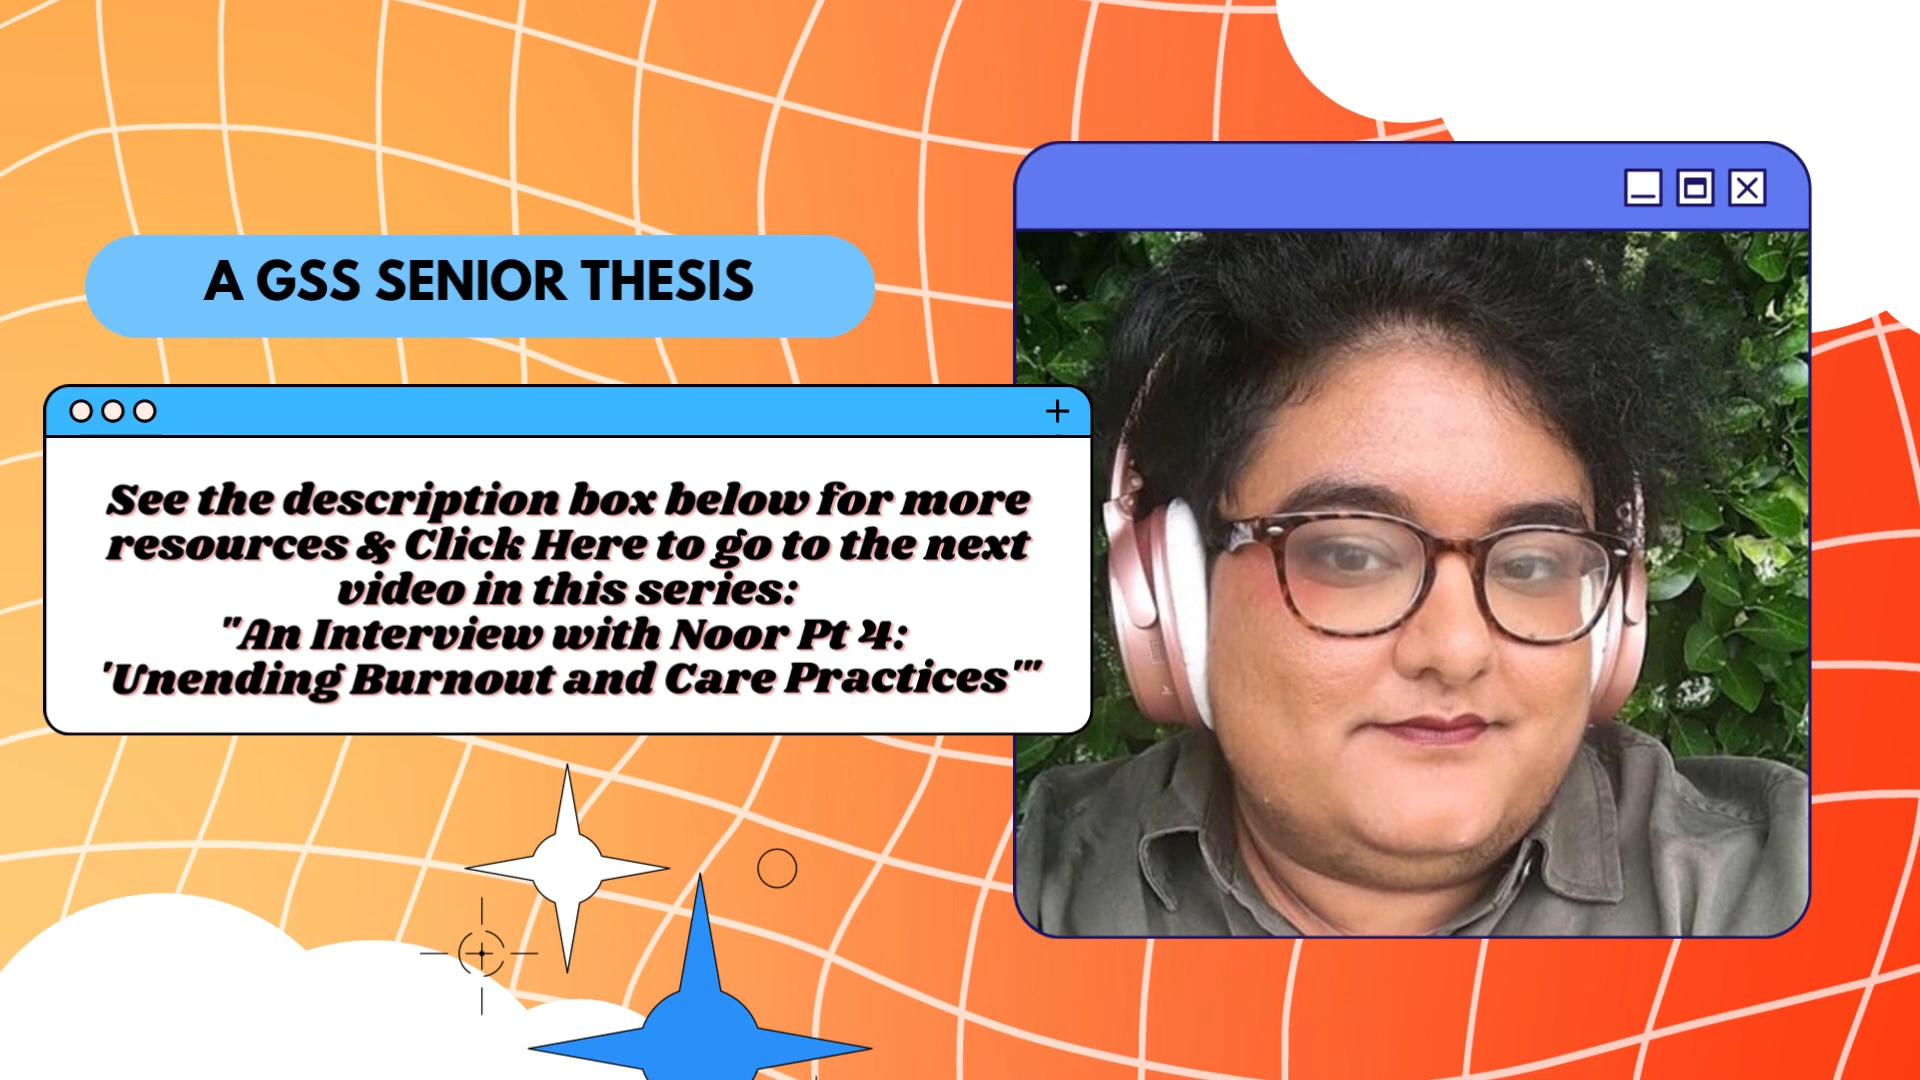 A GSS SENIOR THESIS
See the description box below for more
resources & Click Here to go to the next
video in this series:
"An Interview with Noor Pt 4:
'Unending Burnout and Care Practices'"